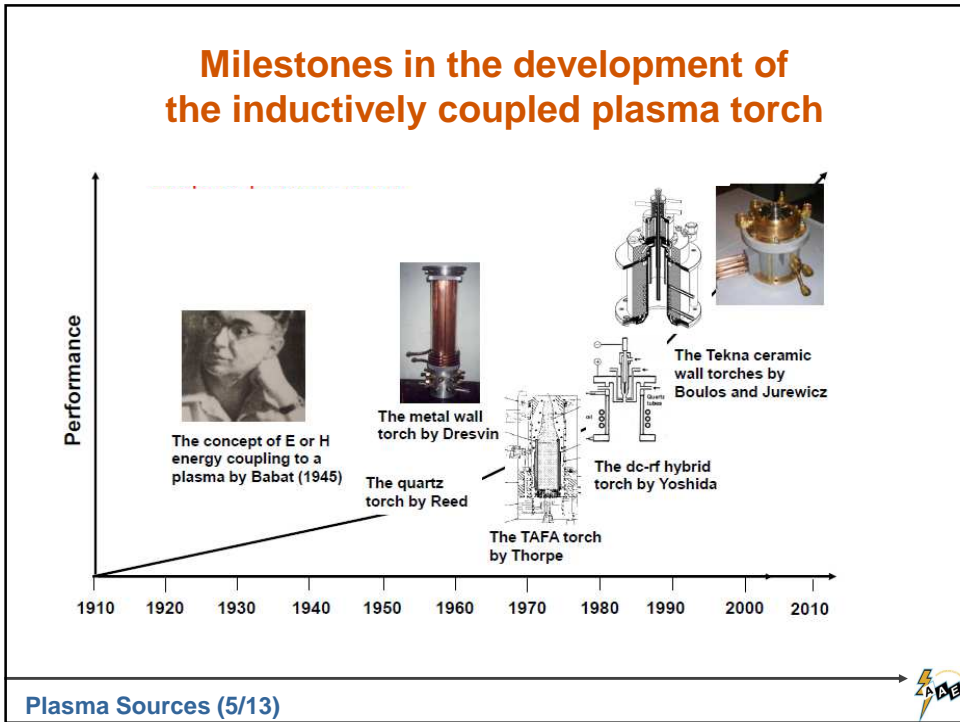 Milestones in the development of
the inductively coupled plasma torch
Performance
The concept of E or H
energy coupling to a
plasma by Babat (1945)
The metal wall
torch by Dresvin
The quartz
torch by Reed
The TAFA torch
by Thorpe
Quartz
tubes
The dc-rf hybrid
torch by Yoshida
The Tekna ceramic
wall torches by
Boulos and Jurewicz
1910 1920 1930 1940 1950 1960 1970 1980 1990 2000 2010
Plasma Sources (5/13)